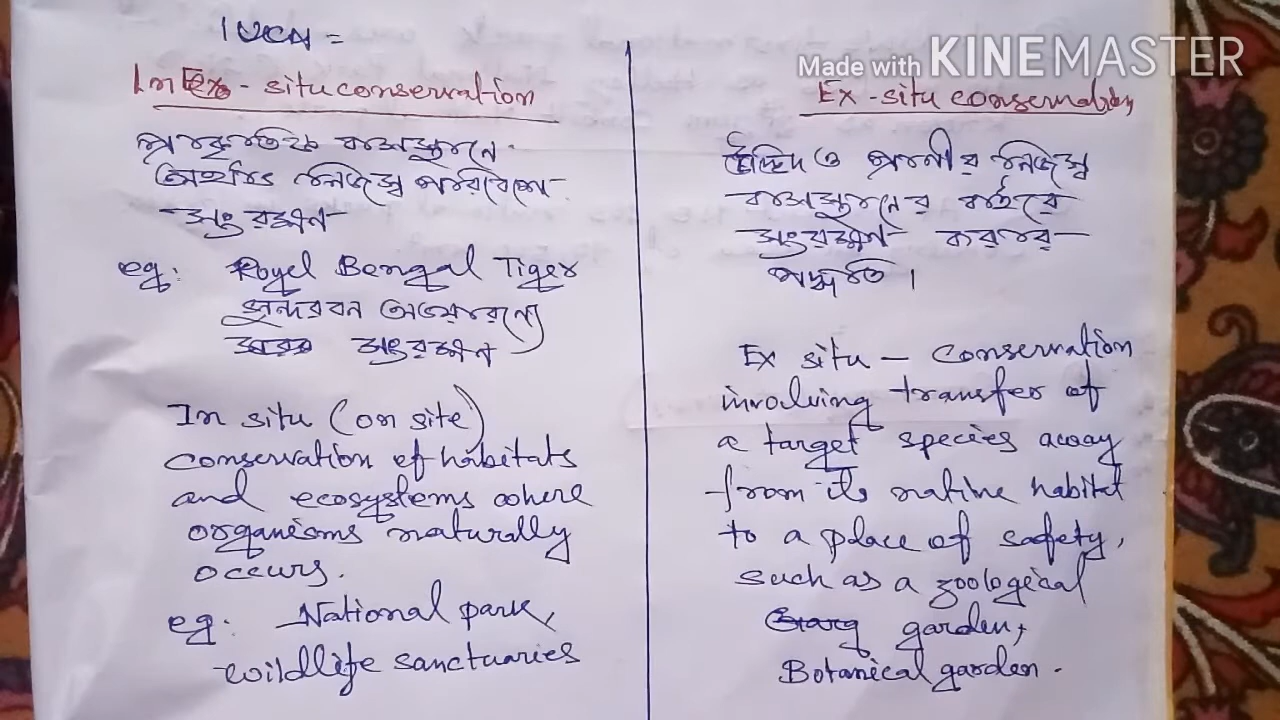 IUCN =
Made with KINEMASTER
In - situ conservation
প্রাকৃতিক বাসস্থানে
অর্থাৎ নিজস্ব পরিবেশে
সংরক্ষণ
eg: Royel Bengal Tiger
সুন্দরবন অভয়ারণ্যে
সংরক্ষণ
In situ (on site)
conservation of habitats
and ecosystems where
organisms naturally
occurs.
eg. National park,
wildlife sanctuaries
Ex - situ conservation
উদ্ভিদ ও প্রাণীর নিজস্ব
বাসস্থানের বাইরে
সংরক্ষণ করার
পদ্ধতি।
Ex situ - conservation
involving transfer of
a target species away
from its native habitat
to a place of safety,
such as a zoological
garden,
Botanical garden.